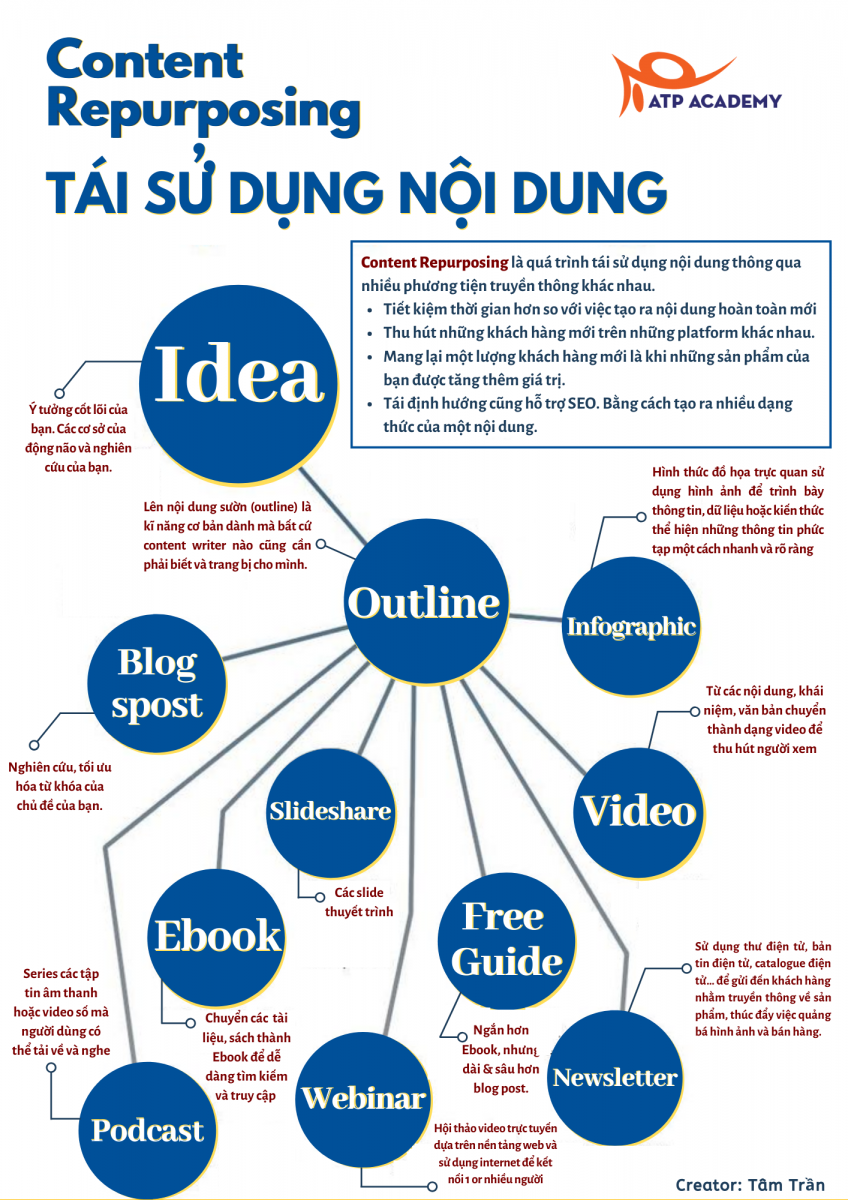 Content
Repurposing
ATP ACADEMY
TÁI SỬ DỤNG NỘI DUNG
Content Repurposing là quá trình tái sử dụng nội dung thông qua
nhiều phương tiện truyền thông khác nhau.
• Tiết kiệm thời gian hơn so với việc tạo ra nội dung hoàn toàn mới
• Thu hút những khách hàng mới trên những platform khác nhau.
• Mang lại một lượng khách hàng mới là khi những sản phẩm của
bạn được tăng thêm giá trị.
• Tái định hướng cũng hỗ trợ SEO. Bằng cách tạo ra nhiều dạng
thức của một nội dung.
Idea
Ý tưởng cốt lõi của
bạn. Các cơ sở của
động não và nghiên
cứu của bạn.
Lên nội dung sườn (outline) là
kĩ năng cơ bản dành mà bất cứ
content writer nào cũng cần
phải biết và trang bị cho mình.
Outline
Hình thức đồ họa trực quan sử
dụng hình ảnh để trình bày
thông tin, dữ liệu hoặc kiến thức
thể hiện những thông tin phức
tạp một cách nhanh và rõ ràng
Infographic
Blog
spost
Nghiên cứu, tối ưu
hóa từ khóa của
chủ đề của bạn.
Từ các nội dung, khái
niệm, văn bản chuyển
thành dạng video để
thu hút người xem
Video
Slideshare
Các slide
thuyết trình
Ebook
Chuyển các tài
liệu, sách thành
Ebook để dễ
dàng tìm kiếm
và truy cập
Free
Guide
Ngắn hơn
Ebook, nhưng
dài & sâu hơn
blog post.
Sử dụng thư điện tử, bản
tin điện tử, catalogue điện
tử... để gửi đến khách hàng
nhằm truyền thông về sản
phẩm, thúc đẩy việc quảng
bá hình ảnh và bán hàng.
Newsletter
Series các tập
tin âm thanh
hoặc video số mà
người dùng có
thể tải về và nghe
Podcast
Webinar
Hội thảo video trực tuyến
dựa trên nền tảng web và
sử dụng internet để kết
nối 1 or nhiều người
Creator: Tâm Trần